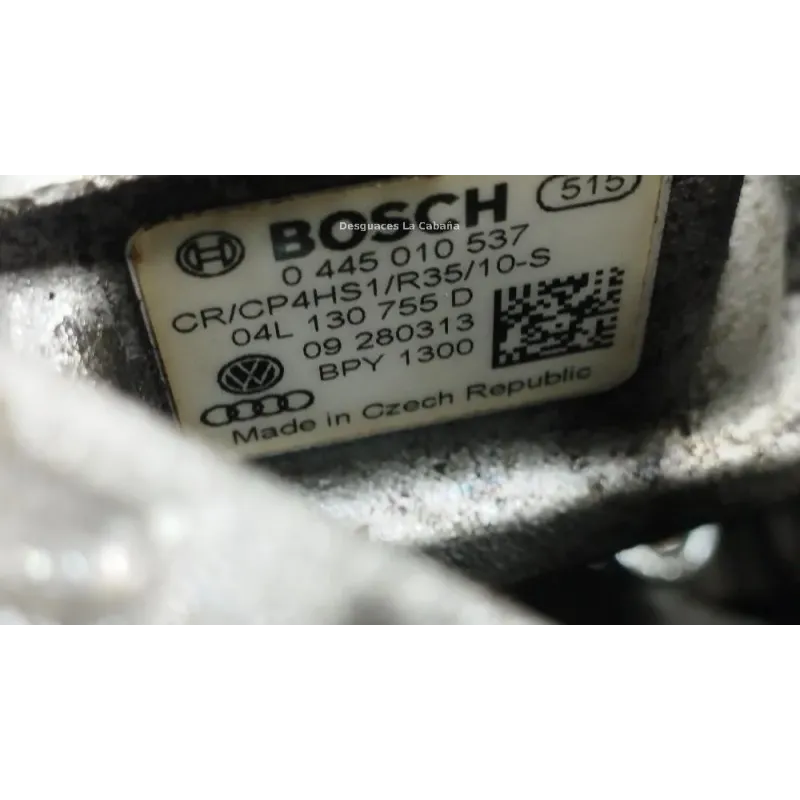 BOSCH 515
Desguaces La Cabaña
0 445 010 537
CR/CP4HS1/R35/10-S
04L 130 755 D
09 280313
BPY 1300
Made in Czech Republic